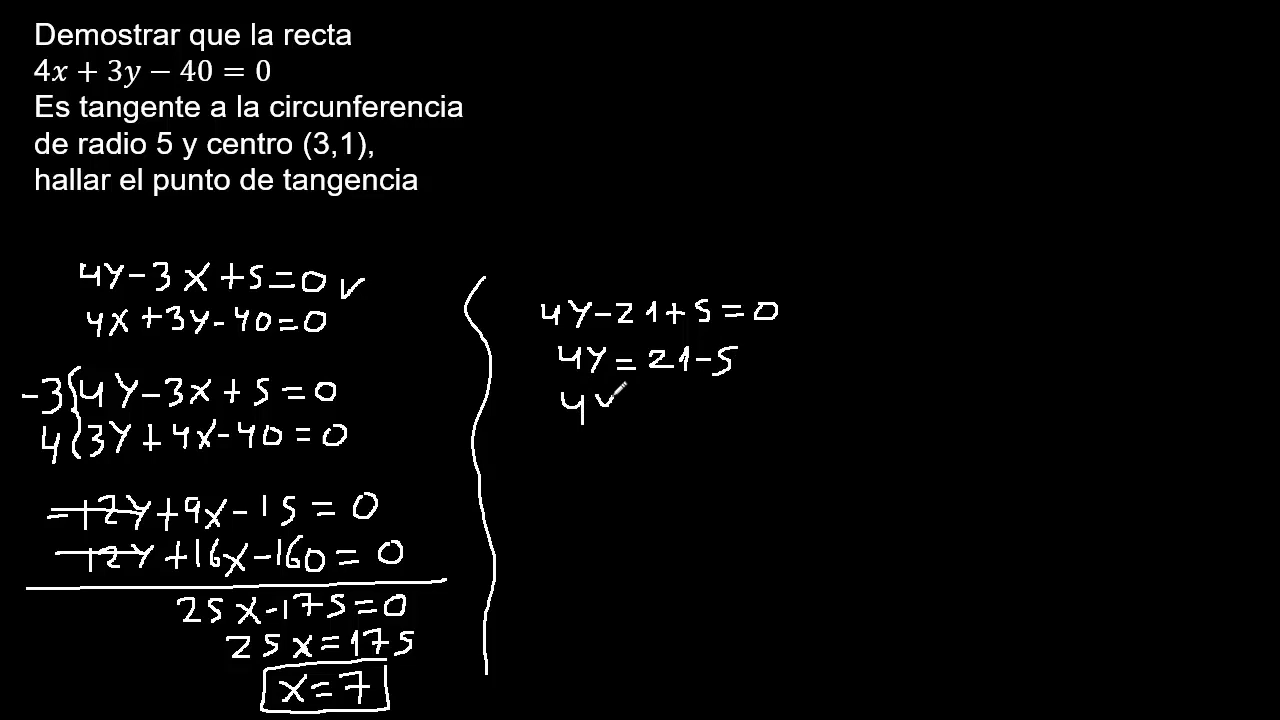 Demostrar que la recta
4x + 3y − 40 = 0
Es tangente a la circunferencia
de radio 5 y centro (3,1),
hallar el punto de tangencia
4y-3x+5=0 ✓
4x+3y-40=0
-3(4y-3x+5=0
4(3y+4x-40=0
-12y+9x-15=0
12y+16x-160=0
25x-175=0
25x=175
x=7
4y-21+5=0
4y=21-5
4